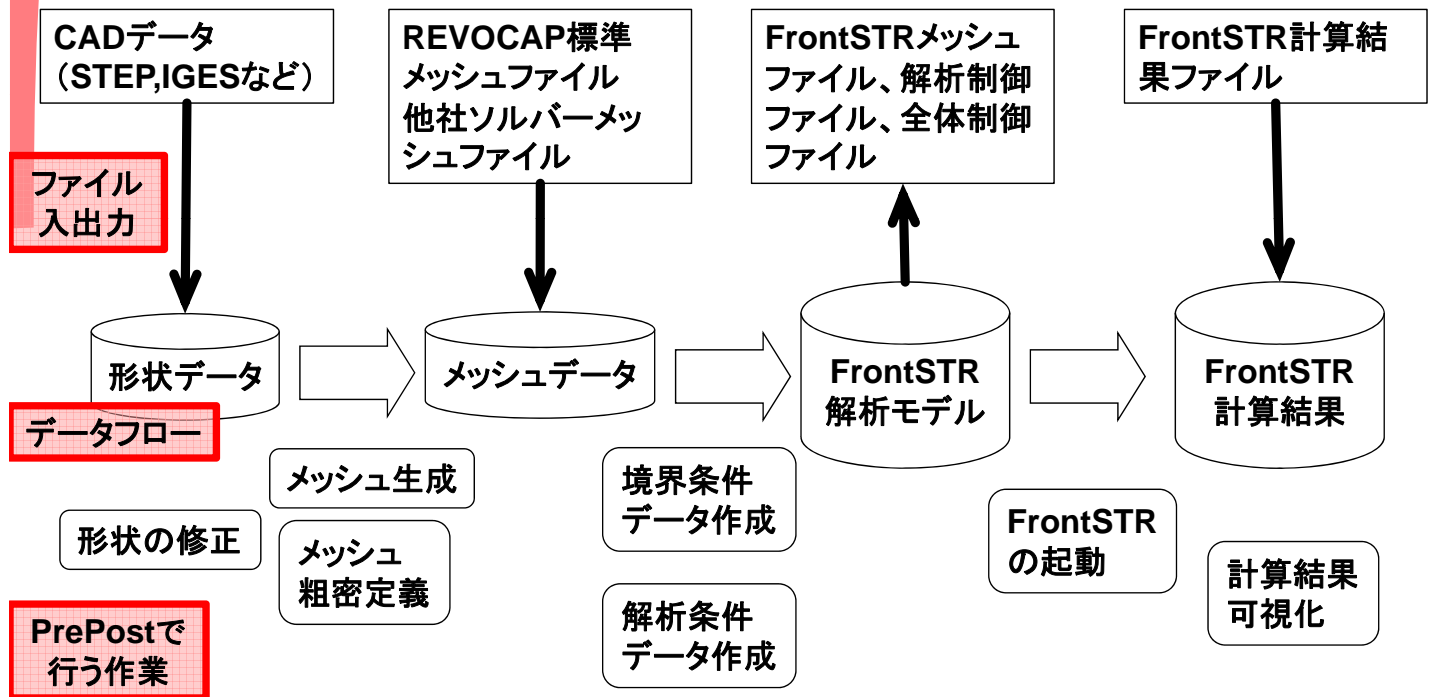 CADデータ
（STEP,IGESなど）
REVOCAP標準
メッシュファイル
他社ソルバーメッ
シュファイル
FrontSTRメッシュ
ファイル、解析制御
ファイル、全体制御
ファイル
FrontSTR計算結
果ファイル
ファイル
入出力
形状データ
メッシュデータ
FrontSTR
解析モデル
FrontSTR
計算結果
データフロー
メッシュ生成
形状の修正
メッシュ
粗密定義
境界条件
データ作成
解析条件
データ作成
FrontSTR
の起動
計算結果
可視化
PrePostで
行う作業